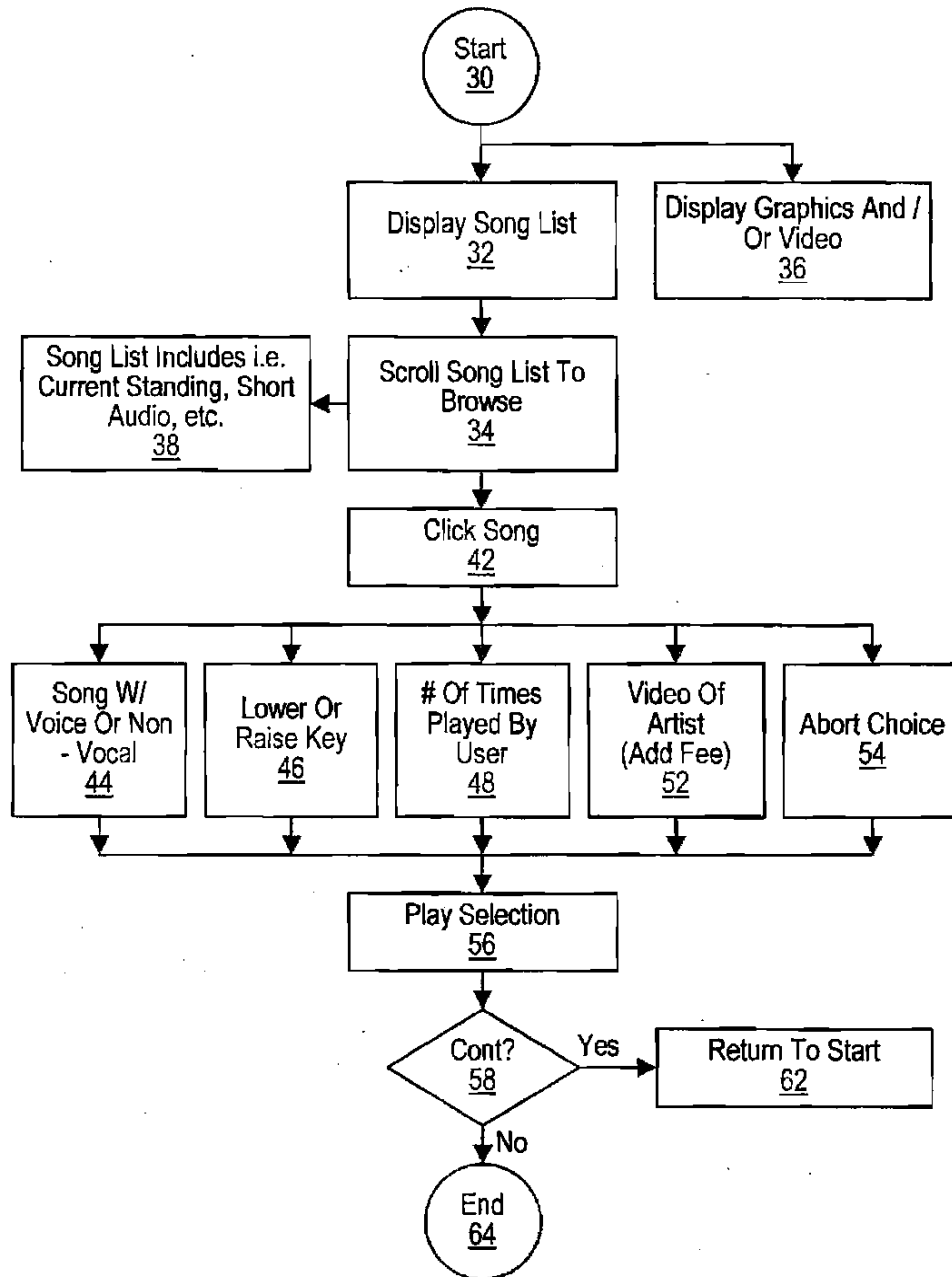 Start
30
Display Song List
32
Display Graphics And /
Or Video
36
Song List Includes i.e.
Current Standing, Short
Audio, etc.
38
Scroll Song List To
Browse
34
Click Song
42
Song W/
Voice Or Non
- Vocal
44
Lower Or
Raise Key
46
# Of Times
Played By
User
48
Video Of
Artist
(Add Fee)
52
Abort Choice
54
Play Selection
56
Cont?
58
Yes
Return To Start
62
No
End
64